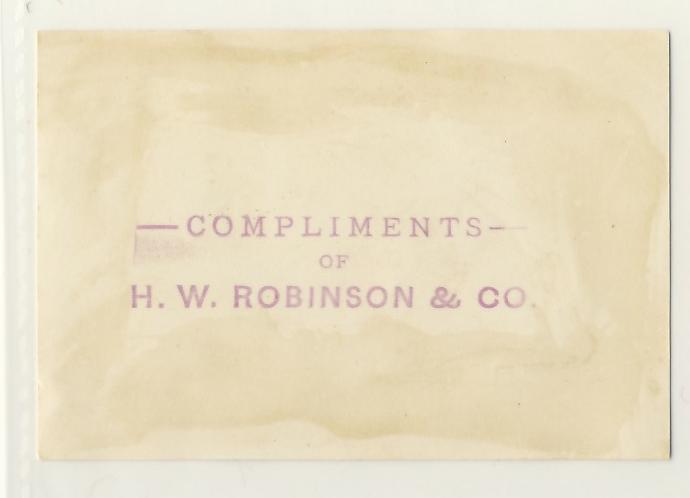 —COMPLIMENTS—
OF
H. W. ROBINSON & CO.